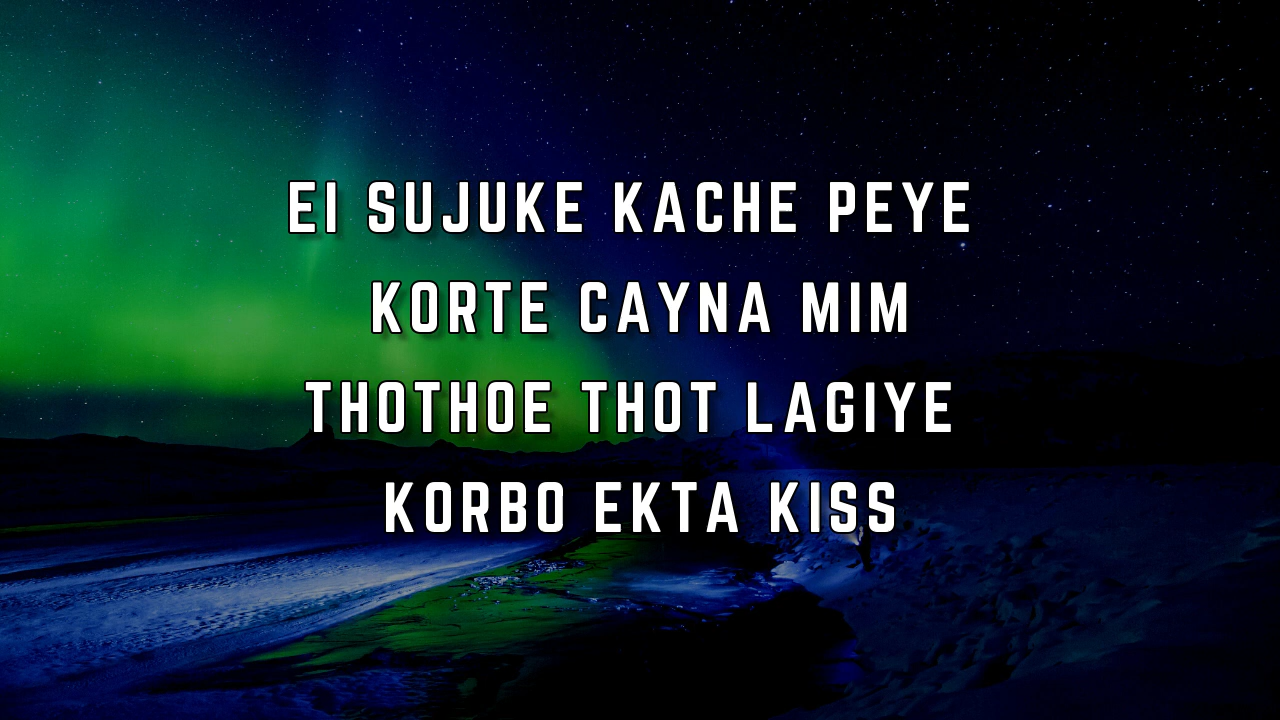 EI SUJUKE KACHE PEYE
KORTE CAYNA MIM
THOTHOE THOT LAGIYE
KORBO EKTA KISS